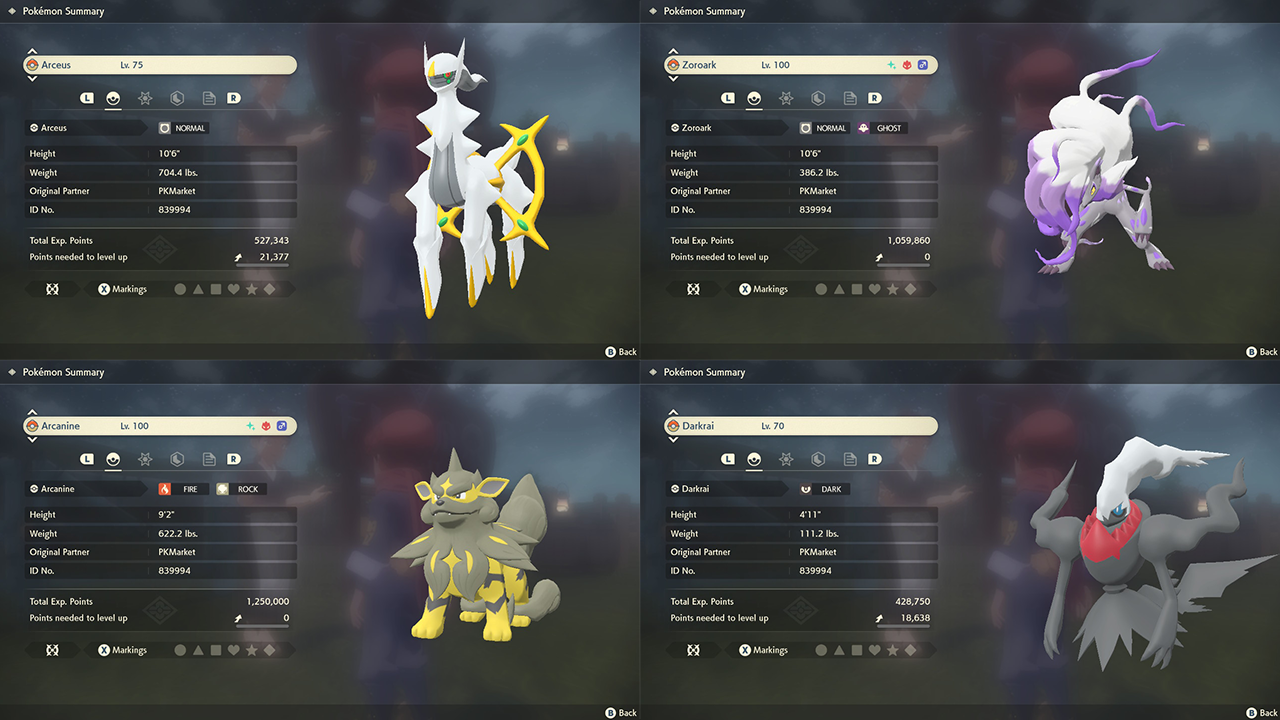 Pokémon Summary
Arceus Lv. 75
L R
Arceus NORMAL
Height 10'6"
Weight 704.4 lbs.
Original Partner PKMarket
ID No. 839994
Total Exp. Points 527,343
Points needed to level up 21,377
X Markings
B Back
Pokémon Summary
Zoroark Lv. 100
L R
Zoroark NORMAL GHOST
Height 10'6"
Weight 386.2 lbs.
Original Partner PKMarket
ID No. 839994
Total Exp. Points 1,059,860
Points needed to level up 0
X Markings
B Back
Pokémon Summary
Arcanine Lv. 100
L R
Arcanine FIRE ROCK
Height 9'2"
Weight 622.2 lbs.
Original Partner PKMarket
ID No. 839994
Total Exp. Points 1,250,000
Points needed to level up 0
X Markings
B Back
Pokémon Summary
Darkrai Lv. 70
L R
Darkrai DARK
Height 4'11"
Weight 111.2 lbs.
Original Partner PKMarket
ID No. 839994
Total Exp. Points 428,750
Points needed to level up 18,638
X Markings
B Back